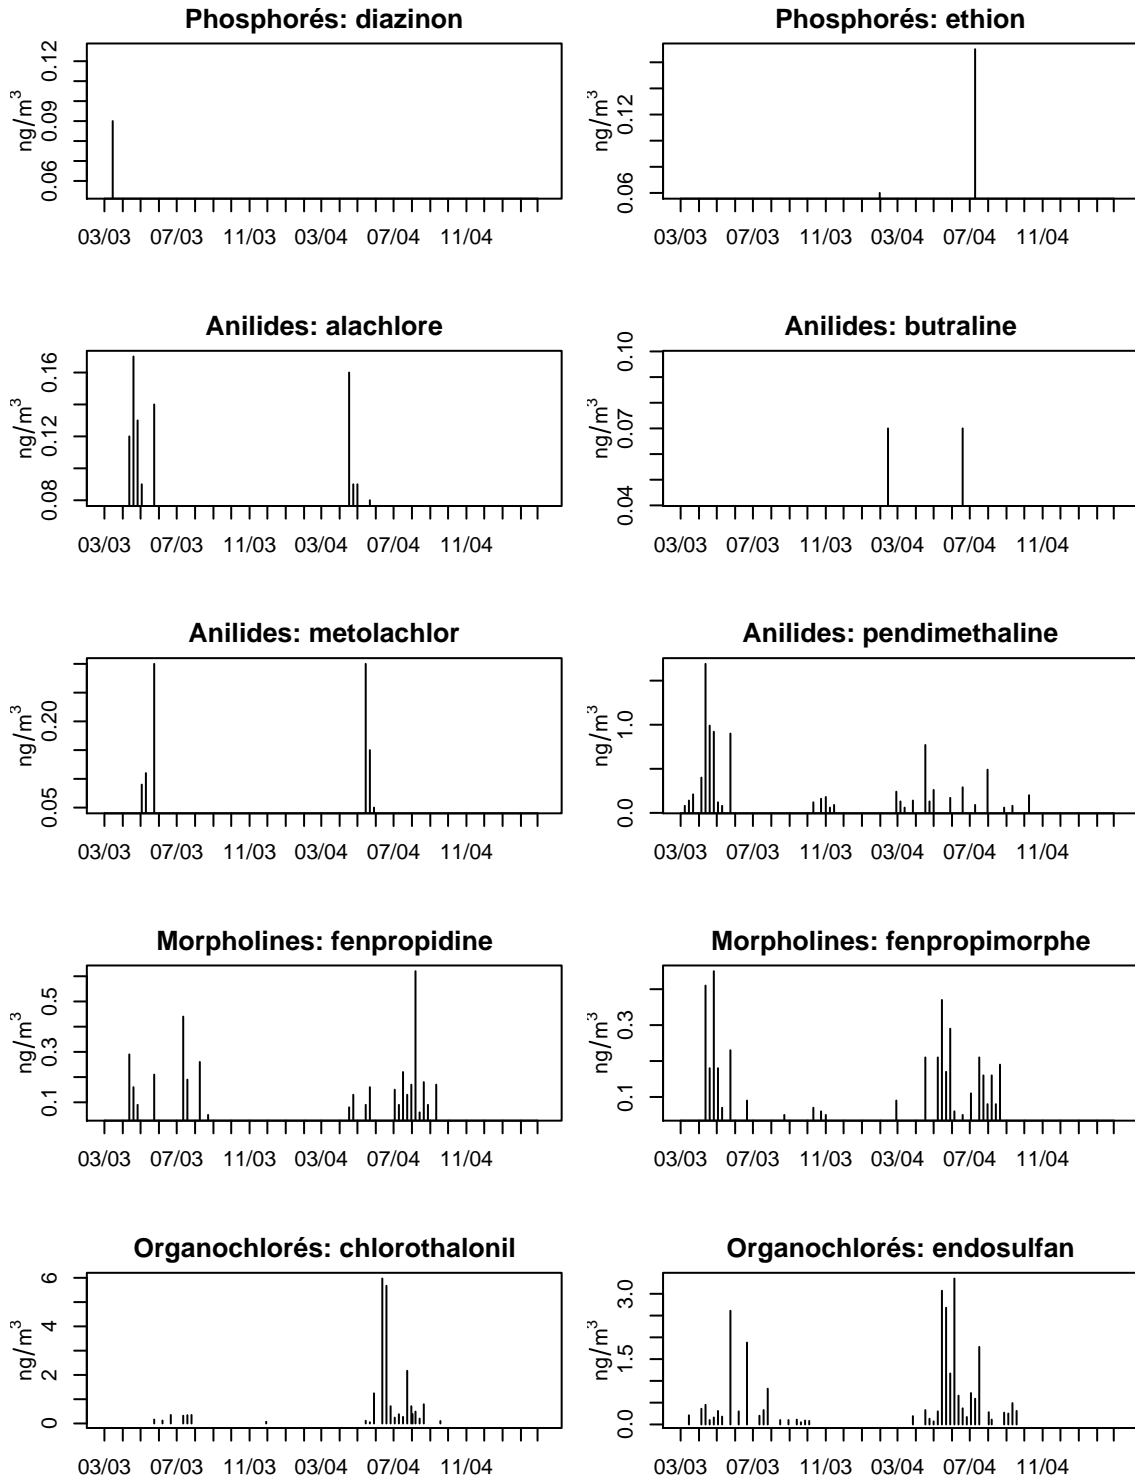 Phosphorés: diazinon
ng/m³
0.06 0.09 0.12
03/03 07/03 11/03 03/04 07/04 11/04
Phosphorés: ethion
ng/m³
0.06 0.12
03/03 07/03 11/03 03/04 07/04 11/04
Anilides: alachlore
ng/m³
0.08 0.12 0.16
03/03 07/03 11/03 03/04 07/04 11/04
Anilides: butraline
ng/m³
0.04 0.07 0.10
03/03 07/03 11/03 03/04 07/04 11/04
Anilides: metolachlor
ng/m³
0.05 0.20
03/03 07/03 11/03 03/04 07/04 11/04
Anilides: pendimethaline
ng/m³
0.0 1.0
03/03 07/03 11/03 03/04 07/04 11/04
Morpholines: fenpropidine
ng/m³
0.1 0.3 0.5
03/03 07/03 11/03 03/04 07/04 11/04
Morpholines: fenpropimorphe
ng/m³
0.1 0.3
03/03 07/03 11/03 03/04 07/04 11/04
Organochlorés: chlorothalonil
ng/m³
0 2 4 6
03/03 07/03 11/03 03/04 07/04 11/04
Organochlorés: endosulfan
ng/m³
0.0 1.5 3.0
03/03 07/03 11/03 03/04 07/04 11/04